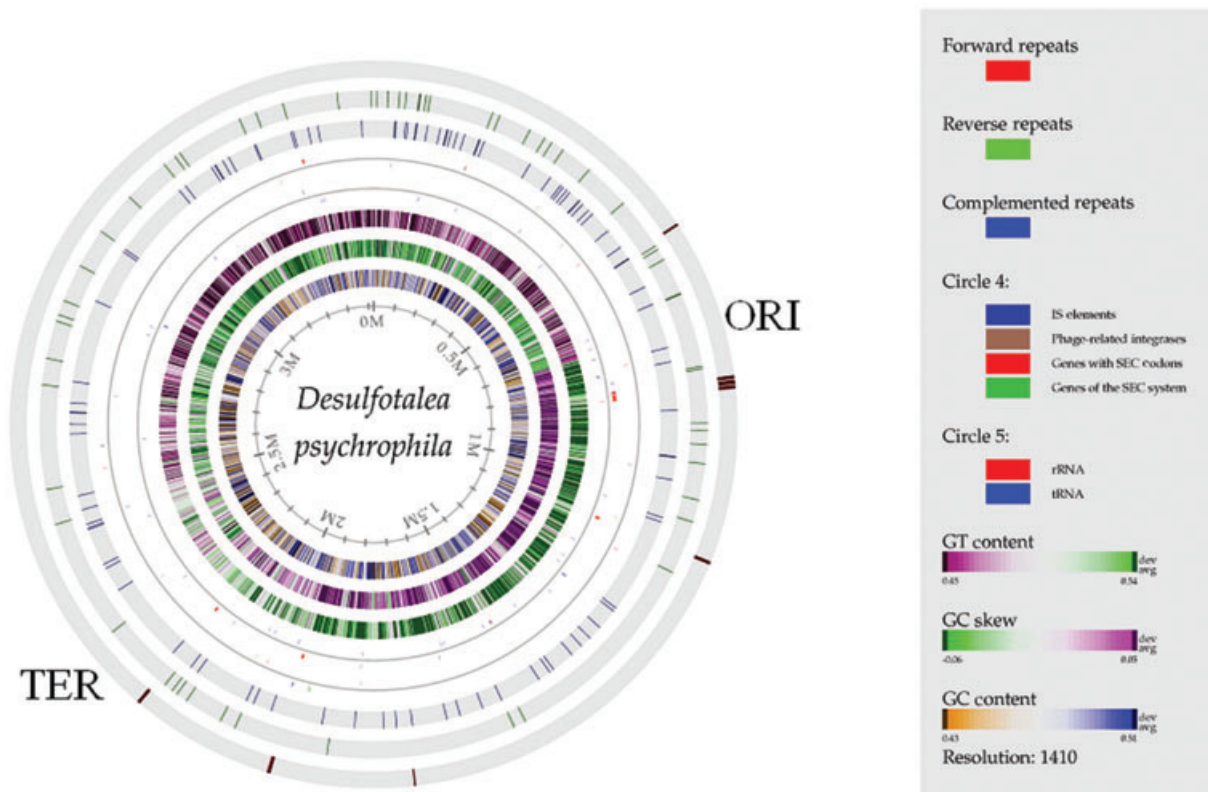 ORI
TER
0M
0.5M
1M
1.5M
2M
2.5M
3M
Desulfotalea
psychrophila
Forward repeats
Reverse repeats
Complemented repeats
Circle 4:
IS elements
Phage-related integrases
Genes with SEC codons
Genes of the SEC system
Circle 5:
rRNA
tRNA
GT content
dev
avg
0.45 0.54
GC skew
dev
avg
-0.06 0.05
GC content
dev
avg
0.43 0.51
Resolution: 1410